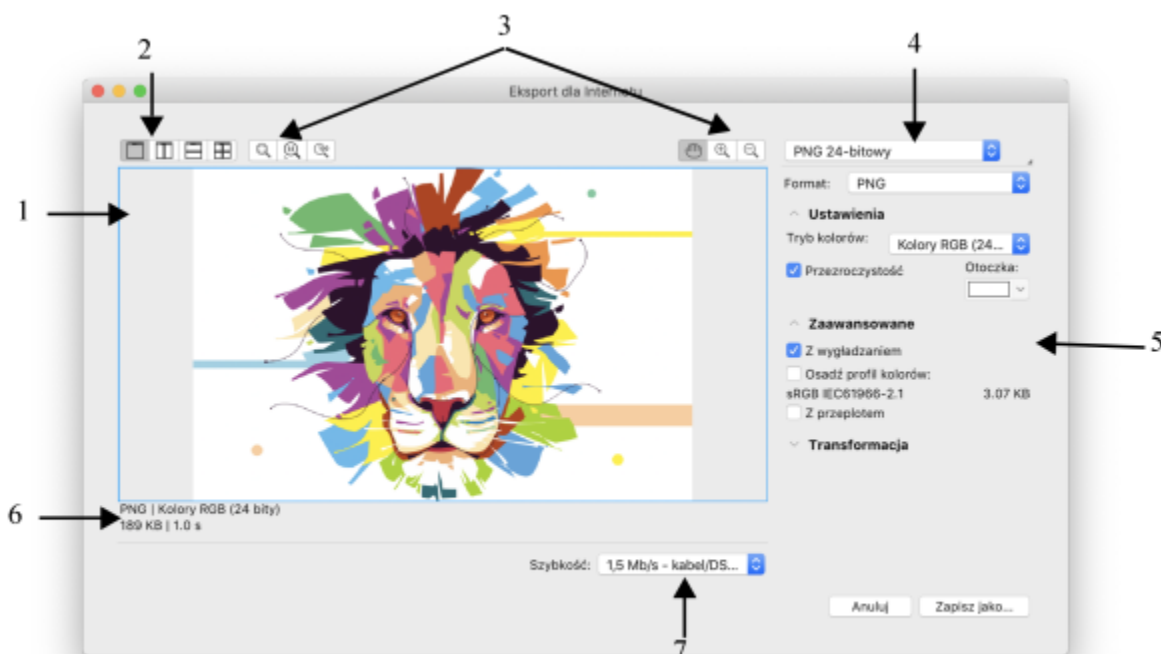 3
2
4
Eksport dla Internetu
PNG 24-bitowy
Format: PNG
1
Ustawienia
Tryb kolorów: Kolory RGB (24...
Przezroczystość
Otoczka:
Zaawansowane
5
Z wygładzaniem
Osadź profil kolorów:
sRGB IEC61966-2.1 3.07 KB
Z przeplotem
Transformacja
PNG | Kolory RGB (24 bity)
6
189 KB | 1.0 s
Szybkość: 1,5 Mb/s - kabel/DS...
Anuluj Zapisz jako...
7